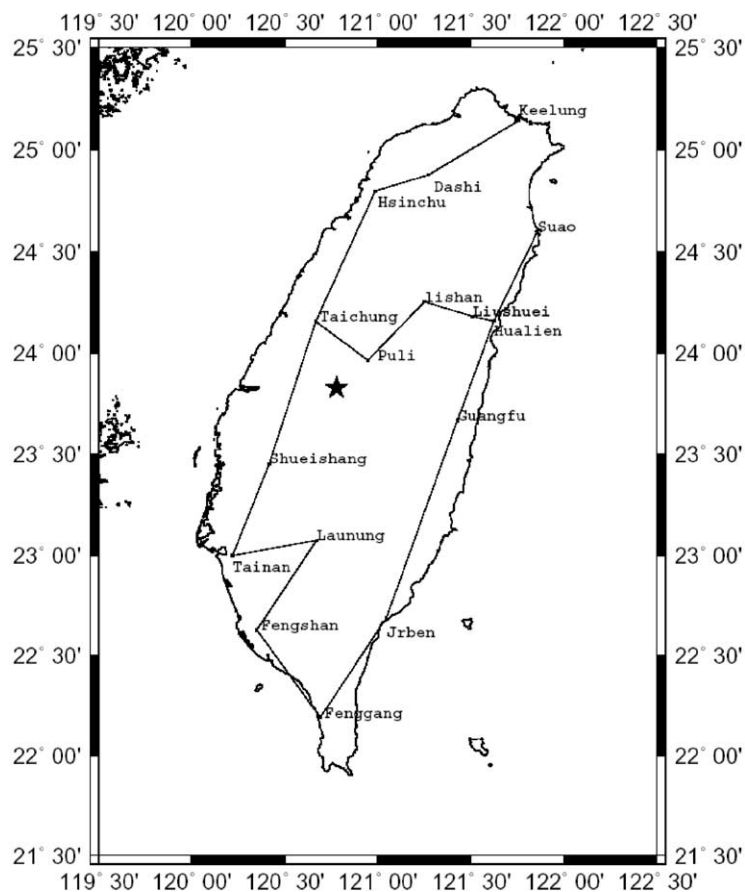 119° 30' 120° 00' 120° 30' 121° 00' 121° 30' 122° 00' 122° 30'
25° 30' 25° 30'
Keelung
25° 00' 25° 00'
Dashi
Hsinchu
Suao
24° 30' 24° 30'
lishan
Taichung Liushuei
Hualien
24° 00' Puli 24° 00'
Guangfu
23° 30' Shueishang 23° 30'
Launung
23° 00' 23° 00'
Tainan
Fengshan Jrben
22° 30' 22° 30'
Fenggang
22° 00' 22° 00'
21° 30' 21° 30'
119° 30' 120° 00' 120° 30' 121° 00' 121° 30' 122° 00' 122° 30'